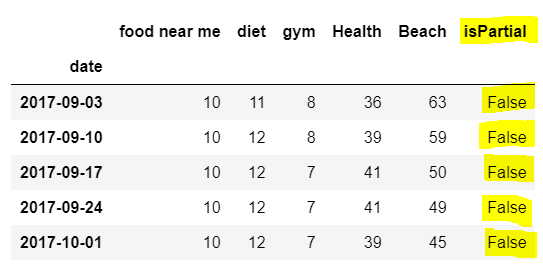 food near me diet gym Health Beach isPartial
date
2017-09-03 10 11 8 36 63 False
2017-09-10 10 12 8 39 59 False
2017-09-17 10 12 7 41 50 False
2017-09-24 10 12 7 41 49 False
2017-10-01 10 12 7 39 45 False